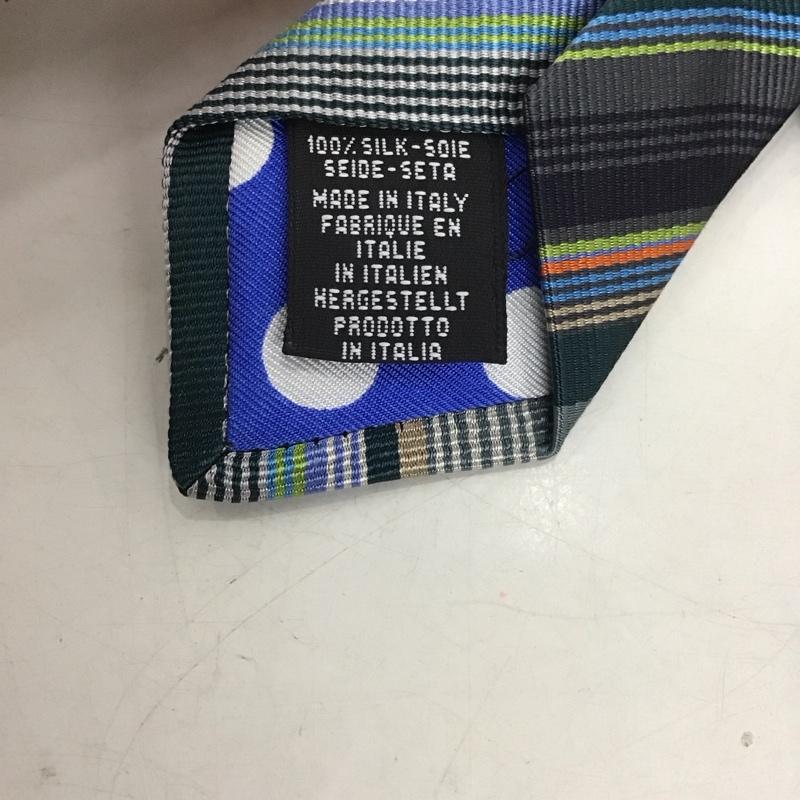 100% SILK-SOIE
SEIDE-SETA
MADE IN ITALY
FABRIQUE EN
ITALIE
IN ITALIEN
HERGESTELLT
PRODOTTO
IN ITALIA